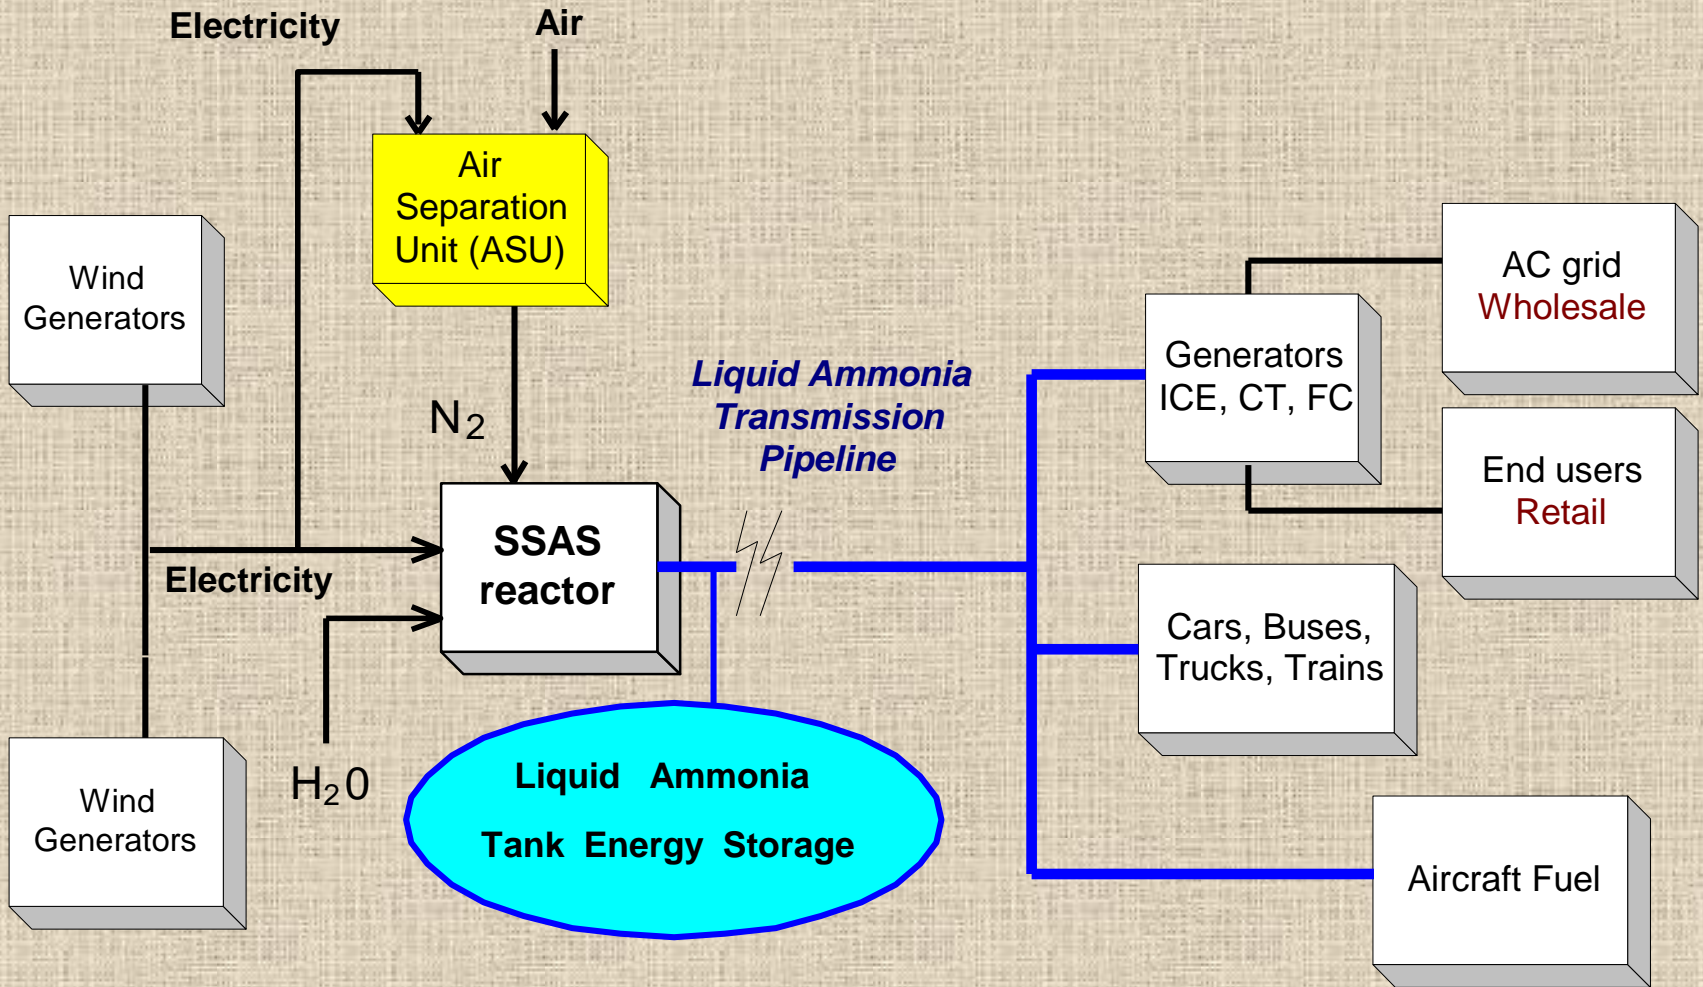 Electricity
Air
Air
Separation
Unit (ASU)
Wind
Generators
N2
Liquid Ammonia
Transmission
Pipeline
AC grid
Wholesale
Generators
ICE, CT, FC
End users
Retail
SSAS
reactor
Electricity
Cars, Buses,
Trucks, Trains
H20
Liquid Ammonia
Tank Energy Storage
Wind
Generators
Aircraft Fuel